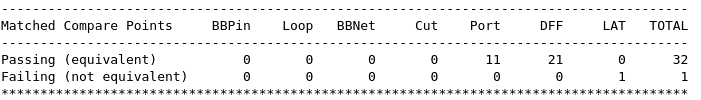 ----------------------------------------------------------------------------------------
Matched Compare Points     BBPin    Loop   BBNet     Cut    Port     DFF     LAT   TOTAL
----------------------------------------------------------------------------------------
Passing (equivalent)           0       0       0       0      11      21       0      32
Failing (not equivalent)       0       0       0       0       0       0       1       1
****************************************************************************************